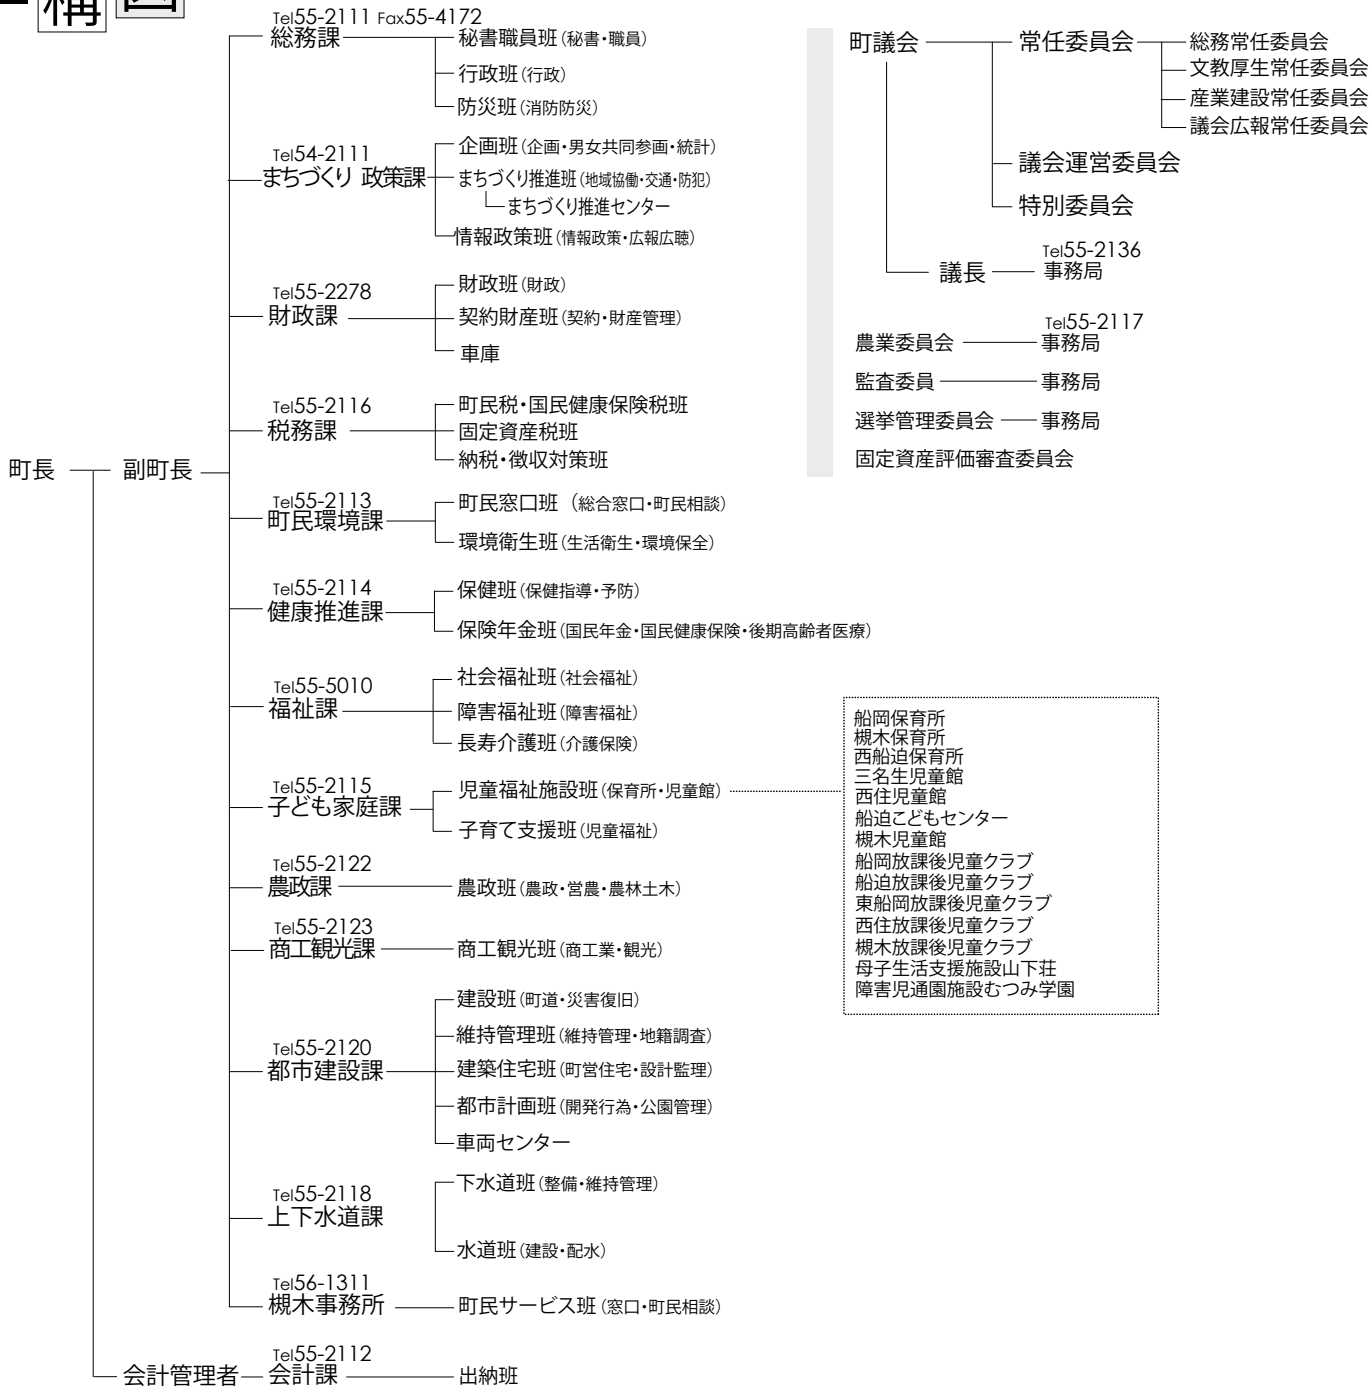 構図
Tel55-2111 Fax55-4172
総務課
秘書職員班(秘書・職員)
行政班(行政)
防災班(消防防災)
Tel54-2111
まちづくり 政策課
企画班(企画・男女共同参画・統計)
まちづくり推進班(地域協働・交通・防犯)
まちづくり推進センター
情報政策班(情報政策・広報広聴)
Tel55-2278
財政課
財政班(財政)
契約財産班(契約・財産管理)
車庫
Tel55-2116
税務課
町民税・国民健康保険税班
固定資産税班
納税・徴収対策班
町長
副町長
Tel55-2113
町民環境課
町民窓口班 (総合窓口・町民相談)
環境衛生班(生活衛生・環境保全)
Tel55-2114
健康推進課
保健班(保健指導・予防)
保険年金班(国民年金・国民健康保険・後期高齢者医療)
Tel55-5010
福祉課
社会福祉班(社会福祉)
障害福祉班(障害福祉)
長寿介護班(介護保険)
Tel55-2115
子ども家庭課
児童福祉施設班(保育所・児童館)
子育て支援班(児童福祉)
Tel55-2122
農政課
農政班(農政・営農・農林土木)
Tel55-2123
商工観光課
商工観光班(商工業・観光)
Tel55-2120
都市建設課
建設班(町道・災害復旧)
維持管理班(維持管理・地籍調査)
建築住宅班(町営住宅・設計監理)
都市計画班(開発行為・公園管理)
車両センター
Tel55-2118
上下水道課
下水道班(整備・維持管理)
水道班(建設・配水)
Tel56-1311
槻木事務所
町民サービス班(窓口・町民相談)
会計管理者
Tel55-2112
会計課
出納班
町議会
常任委員会
総務常任委員会
文教厚生常任委員会
産業建設常任委員会
議会広報常任委員会
議会運営委員会
特別委員会
議長
Tel55-2136
事務局
Tel55-2117
農業委員会
事務局
監査委員
事務局
選挙管理委員会
事務局
固定資産評価審査委員会
船岡保育所
槻木保育所
西船迫保育所
三名生児童館
西住児童館
船迫こどもセンター
槻木児童館
船岡放課後児童クラブ
船迫放課後児童クラブ
東船岡放課後児童クラブ
西住放課後児童クラブ
槻木放課後児童クラブ
母子生活支援施設山下荘
障害児通園施設むつみ学園